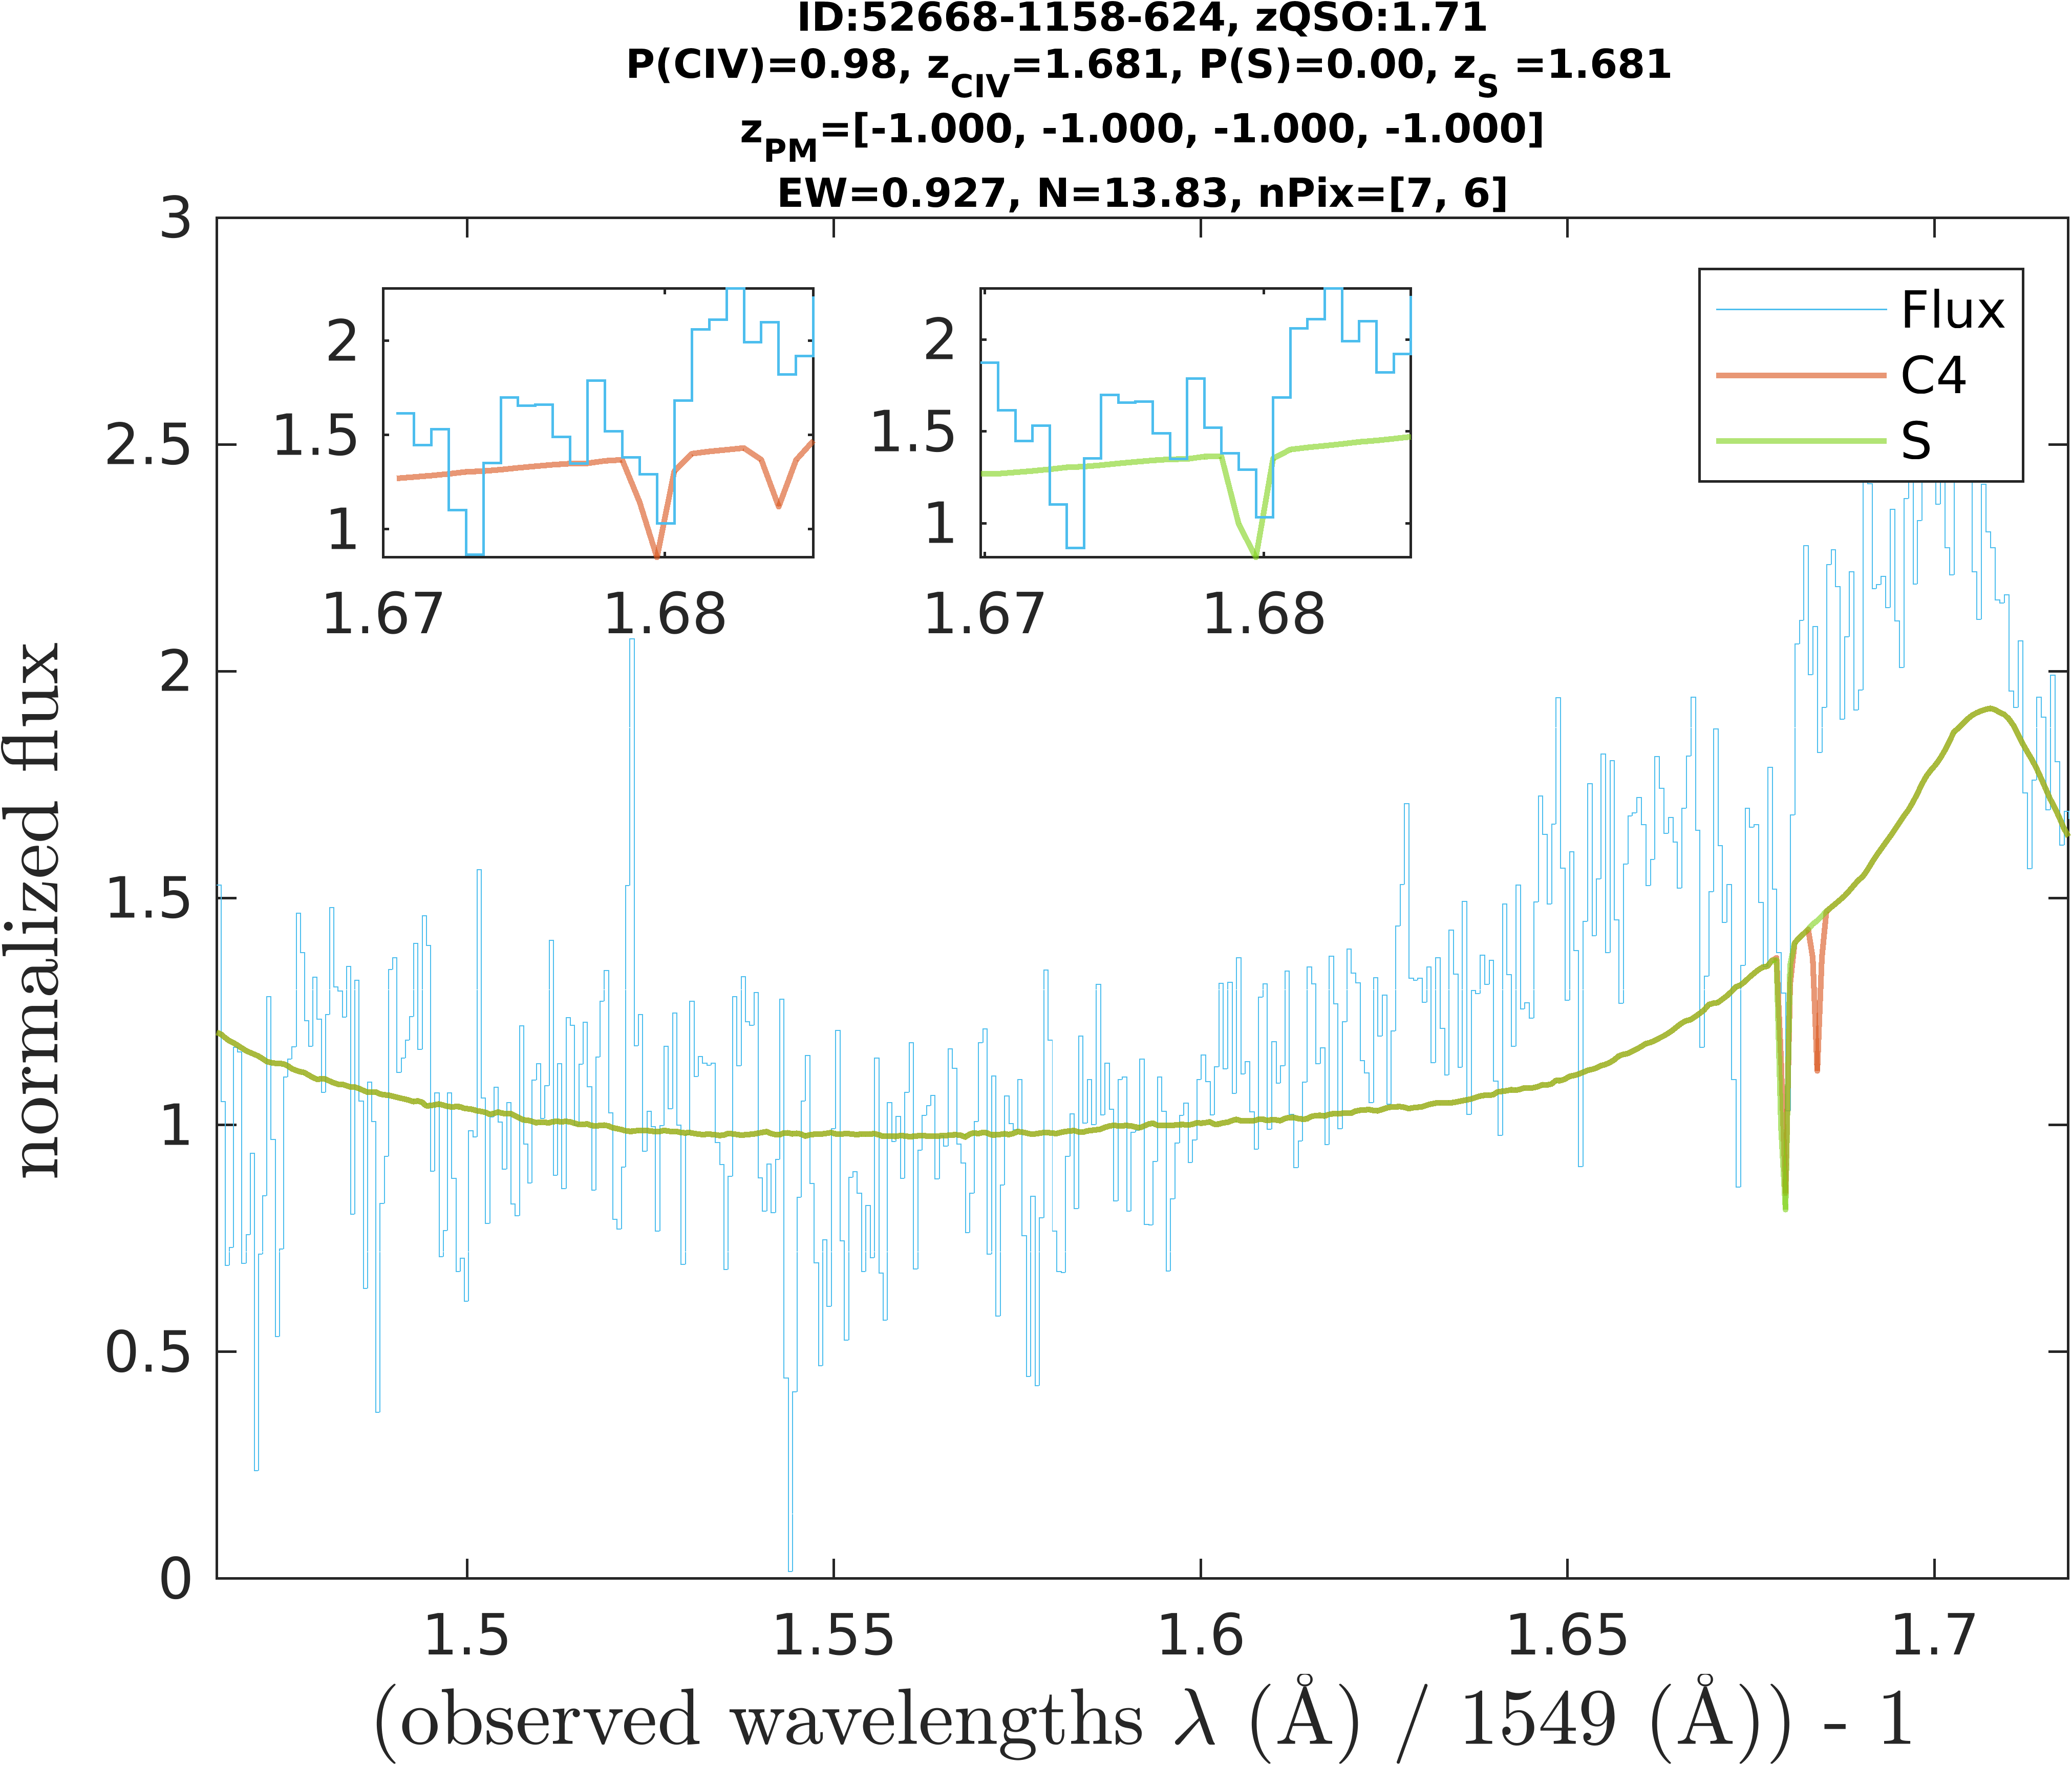 ID:52668-1158-624, zQSO:1.71
P(CIV)=0.98, zCIV=1.681, P(S)=0.00, zS =1.681
zPM=[-1.000, -1.000, -1.000, -1.000]
EW=0.927, N=13.83, nPix=[7, 6]
3
2.5
2
1.5
1
0.5
0
2
1.5
1
1.67
1.68
2
1.5
1
1.67
1.68
Flux
C4
S
1.5
1.55
1.6
1.65
1.7
normalized flux
(observed wavelengths λ (Å) / 1549 (Å)) - 1